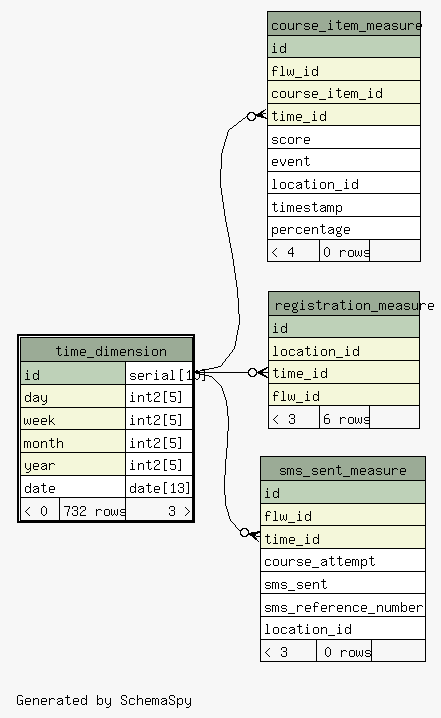 course_item_measure
id
flw_id
course_item_id
time_id
score
event
location_id
timestamp
percentage
< 4 0 rows
registration_measure
id
location_id
time_id
flw_id
< 3 6 rows
time_dimension
id serial[10]
day int2[5]
week int2[5]
month int2[5]
year int2[5]
date date[13]
< 0 732 rows 3 >
sms_sent_measure
id
flw_id
time_id
course_attempt
sms_sent
sms_reference_number
location_id
< 3 0 rows
Generated by SchemaSpy